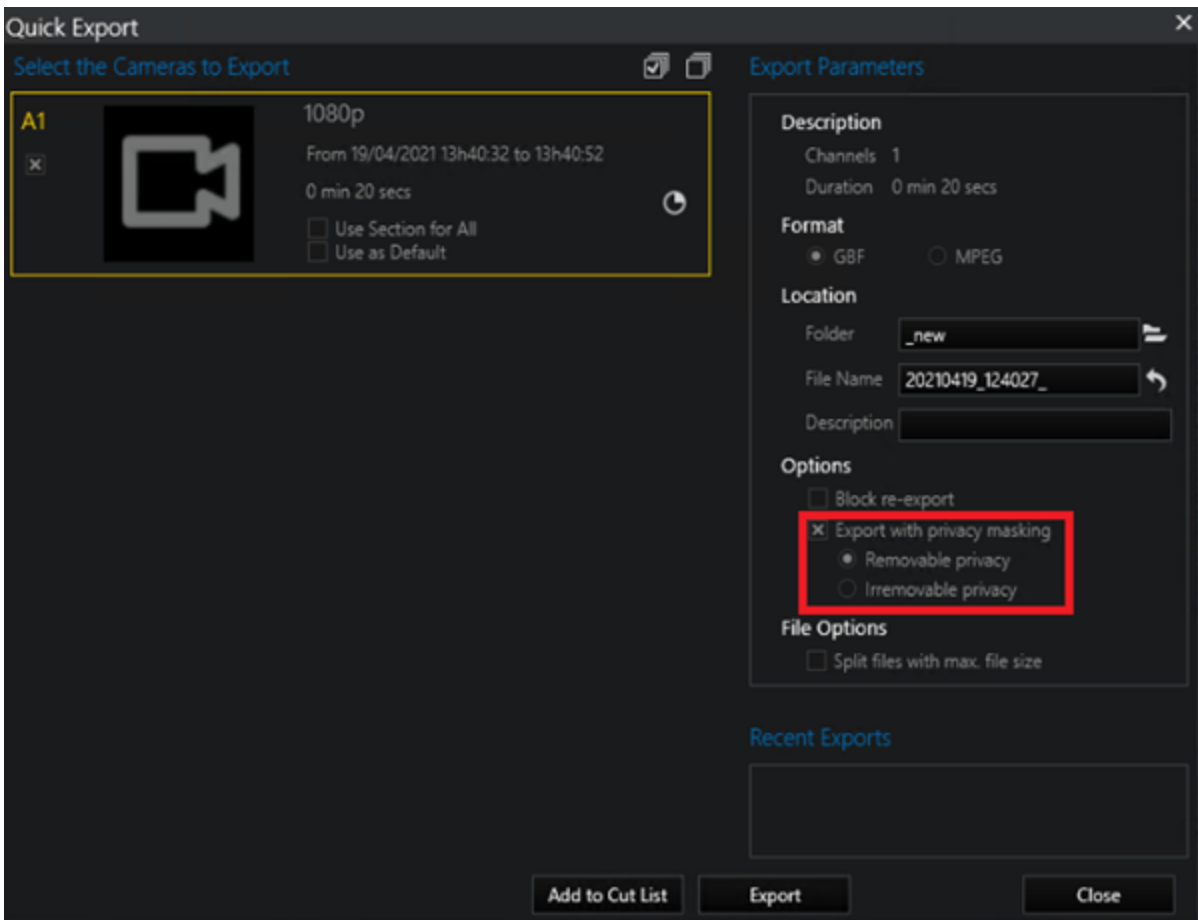 Quick Export
Select the Cameras to Export
A1
1080p
From 19/04/2021 13h40:32 to 13h40:52
0 min 20 secs
Use Section for All
Use as Default
Export Parameters
Description
Channels 1
Duration 0 min 20 secs
Format
GBF MPEG
Location
Folder _new
File Name 20210419_124027_
Description
Options
Block re-export
Export with privacy masking
Removable privacy
Irremovable privacy
File Options
Split files with max. file size
Recent Exports
Add to Cut List Export Close